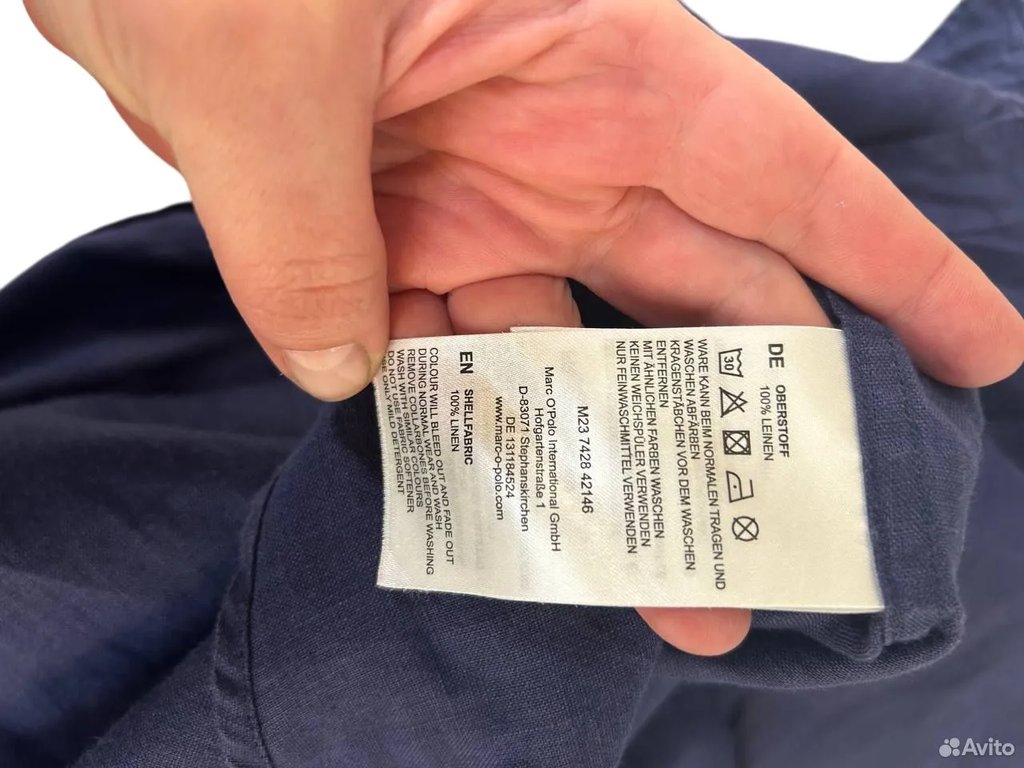 DE OBERSTOFF
100% LEINEN
30
WARE KANN BEIM NORMALEN TRAGEN UND
WASCHEN ABFÄRBEN
KRAGENSTÄBCHEN VOR DEM WASCHEN
ENTFERNEN
MIT ÄHNLICHEN FARBEN WASCHEN
KEINEN WEICHSPÜLER VERWENDEN
NUR FEINWASCHMITTEL VERWENDEN
M23 7428 42146
Marc O'Polo International GmbH
Hofgartenstraße 1
D-83071 Stephanskirchen
DE 131184524
www.marc-o-polo.com
EN SHELLFABRIC
100% LINEN
COLOUR WILL BLEED OUT AND FADE OUT
DURING NORMAL WEAR AND WASH
REMOVE COLLARBONES BEFORE WASHING
WASH WITH SIMILAR COLOURS
DO NOT USE FABRIC SOFTENER
ONLY MILD DETERGENT
Avito